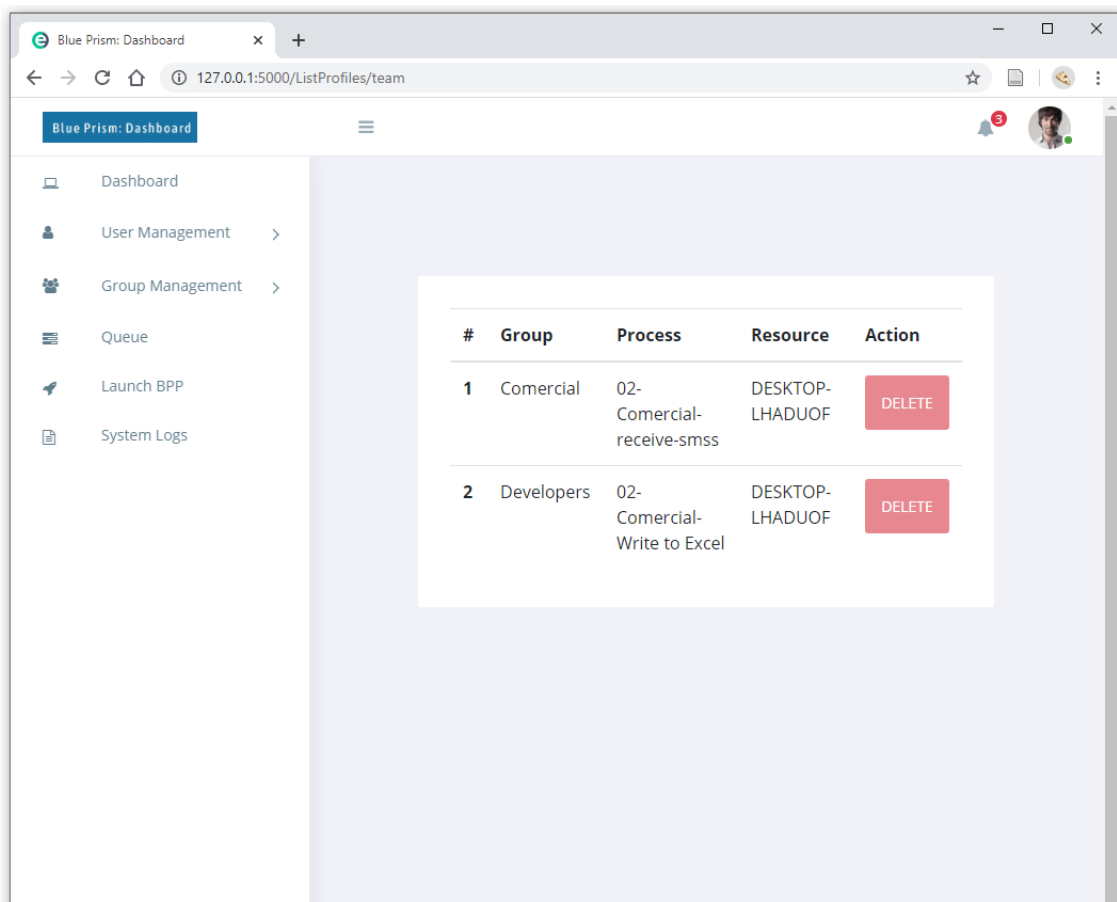 Blue Prism: Dashboard
127.0.0.1:5000/ListProfiles/team
Blue Prism: Dashboard
3
Dashboard
User Management
Group Management
Queue
Launch BPP
System Logs
# Group Process Resource Action
1 Comercial 02- DESKTOP- DELETE
Comercial- LHADUOF
receive-smss
2 Developers 02- DESKTOP- DELETE
Comercial- LHADUOF
Write to Excel